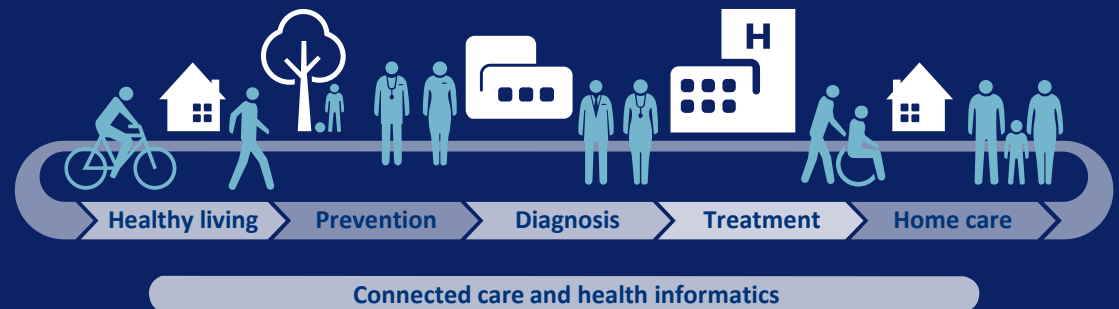 H
Healthy living
Prevention
Diagnosis
Treatment
Home care
Connected care and health informatics